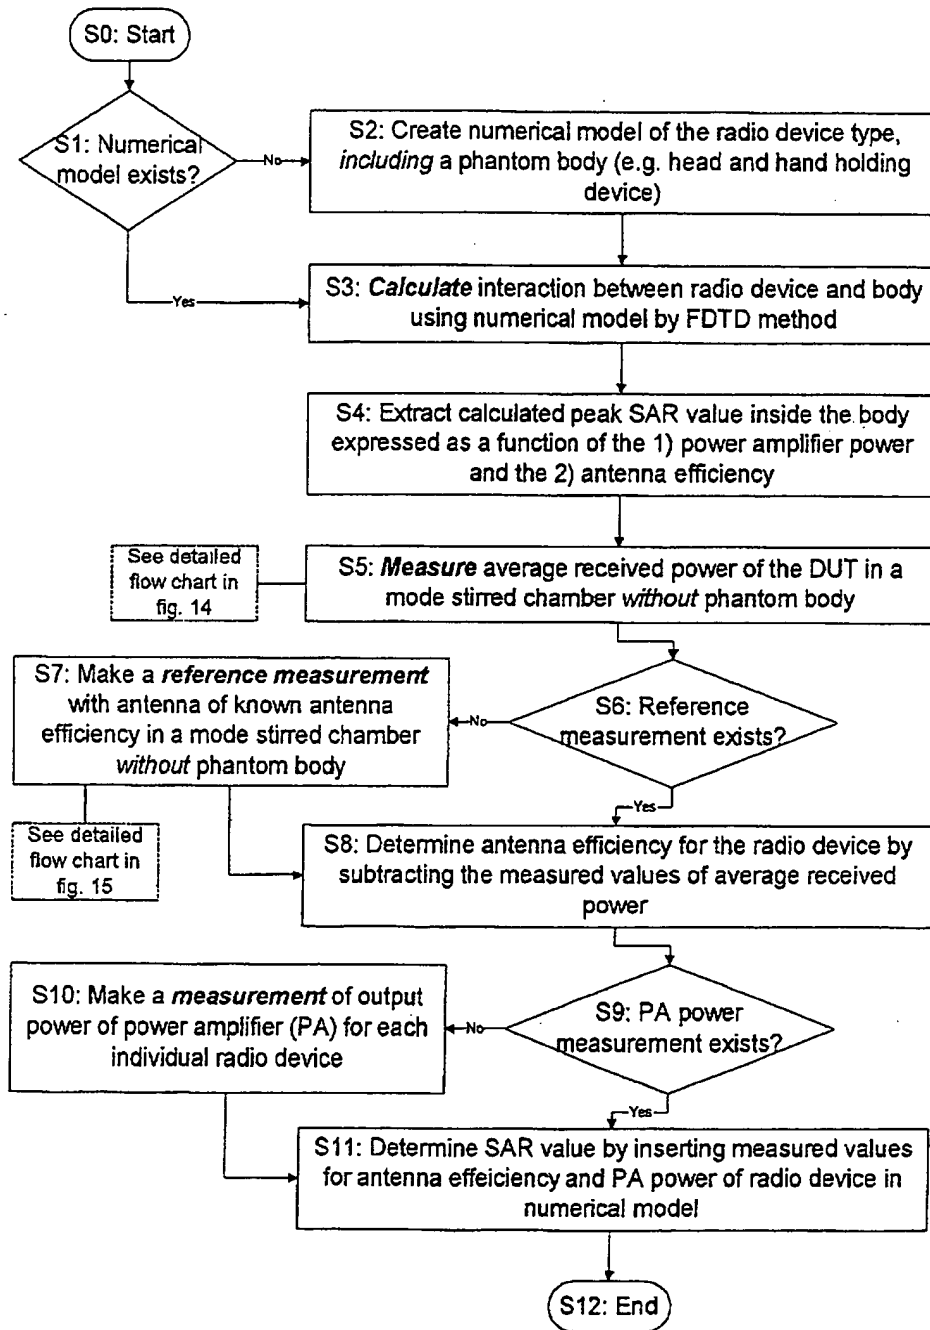 S0: Start
S1: Numerical
model exists?
No
S2: Create numerical model of the radio device type,
including a phantom body (e.g. head and hand holding
device)
Yes
S3: Calculate interaction between radio device and body
using numerical model by FDTD method
S4: Extract calculated peak SAR value inside the body
expressed as a function of the 1) power amplifier power
and the 2) antenna efficiency
See detailed
flow chart in
fig. 14
S5: Measure average received power of the DUT in a
mode stirred chamber without phantom body
S6: Reference
measurement exists?
No
S7: Make a reference measurement
with antenna of known antenna
efficiency in a mode stirred chamber
without phantom body
See detailed
flow chart in
fig. 15
Yes
S8: Determine antenna efficiency for the radio device by
subtracting the measured values of average received
power
S9: PA power
measurement exists?
No
S10: Make a measurement of output
power of power amplifier (PA) for each
individual radio device
Yes
S11: Determine SAR value by inserting measured values
for antenna effeiciency and PA power of radio device in
numerical model
S12: End